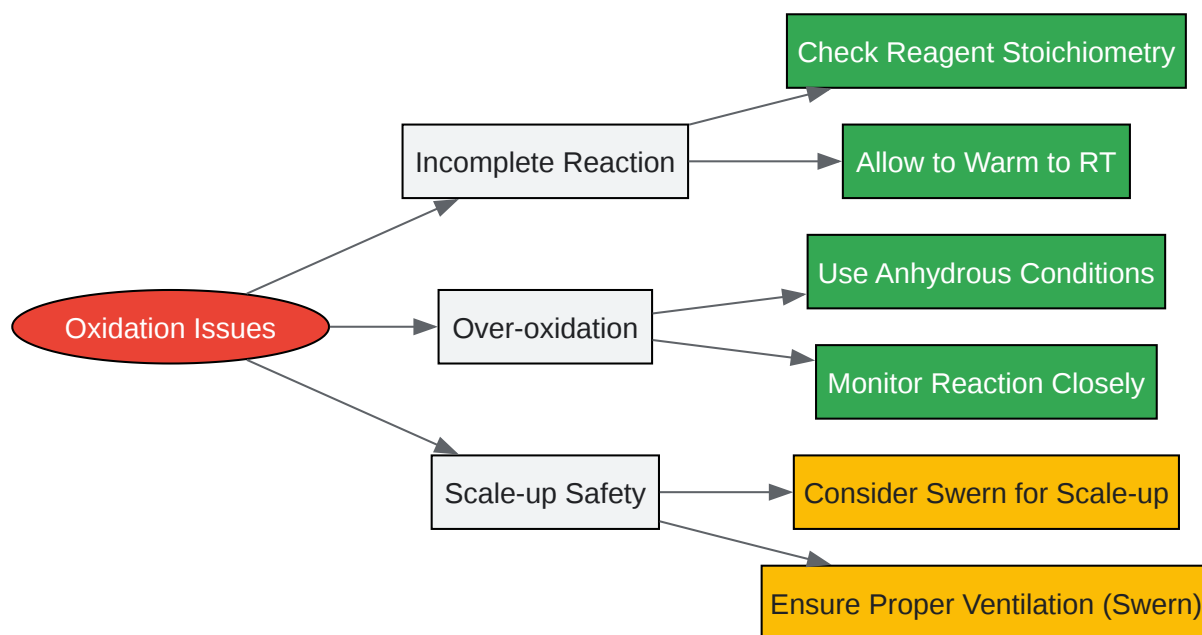 Oxidation Issues
Incomplete Reaction
Check Reagent Stoichiometry
Allow to Warm to RT
Over-oxidation
Use Anhydrous Conditions
Monitor Reaction Closely
Scale-up Safety
Consider Swern for Scale-up
Ensure Proper Ventilation (Swern)